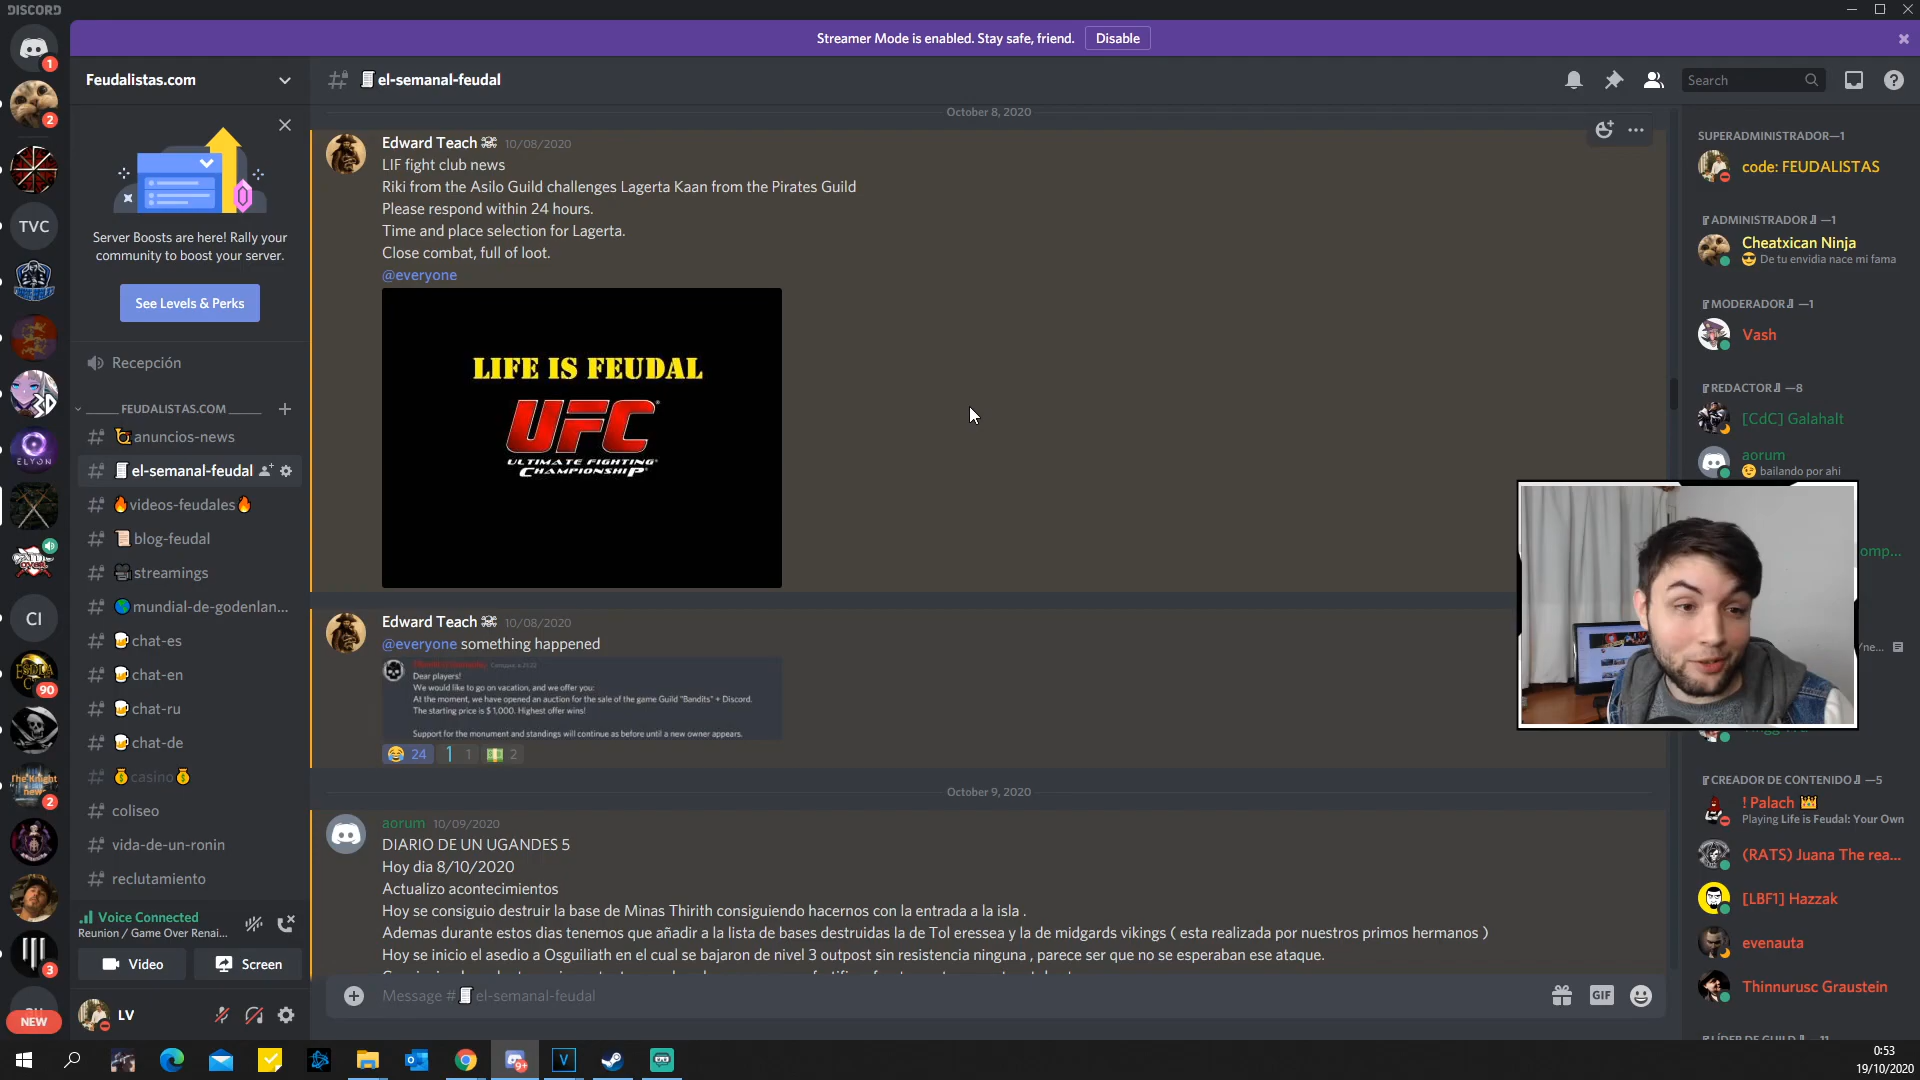 DISCORD
Streamer Mode is enabled. Stay safe, friend.
Disable
1
2
TVC
ELYON
CI
90
The Knight
news
2
3
NEW
Feudalistas.com
Server Boosts are here! Rally your
community to boost your server.
See Levels & Perks
Recepción
_____ FEUDALISTAS.COM _____
anuncios-news
el-semanal-feudal
videos-feudales
blog-feudal
streamings
mundial-de-godenlan...
chat-es
chat-en
chat-ru
chat-de
casino
coliseo
vida-de-un-ronin
reclutamiento
Voice Connected
Reunion / Game Over Renai...
Video
Screen
LV
el-semanal-feudal
Search
October 8, 2020
Edward Teach 10/08/2020
LIF fight club news
Riki from the Asilo Guild challenges Lagerta Kaan from the Pirates Guild
Please respond within 24 hours.
Time and place selection for Lagerta.
Close combat, full of loot.
@everyone
LIFE IS FEUDAL
UFC
ULTIMATE FIGHTING
CHAMPIONSHIP
Edward Teach 10/08/2020
@everyone something happened
Dear players!
We would like to go on vacation, and we offer you:
At the moment, we have opened an auction for the sale of the game Guild "Bandits" + Discord.
The starting price is $ 1,000. Highest offer wins!
Support for the monument and standings will continue as before until a new owner appears.
24
1
2
October 9, 2020
aorum 10/09/2020
DIARIO DE UN UGANDES 5
Hoy dia 8/10/2020
Actualizo acontecimientos
Hoy se consiguio destruir la base de Minas Thirith consiguiendo hacernos con la entrada a la isla .
Ademas durante estos dias tenemos que añadir a la lista de bases destruidas la de Tol eressea y la de midgards vikings ( esta realizada por nuestros primos hermanos )
Hoy se inicio el asedio a Osguiliath en el cual se bajaron de nivel 3 outpost sin resistencia ninguna , parece ser que no se esperaban ese ataque.
Message # el-semanal-feudal
GIF
SUPERADMINISTRADOR—1
code: FEUDALISTAS
『ADMINISTRADOR』—1
Cheatxican Ninja
De tu envidia nace mi fama
『MODERADOR』—1
Vash
『REDACTOR』—8
[CdC] Galahalt
aorum
bailando por ahi
omp...
/ne...
『CREADOR DE CONTENIDO』—5
! Palach
Playing Life is Feudal: Your Own
(RATS) Juana The rea...
[LBF1] Hazzak
evenauta
Thinnurusc Graustein
9+
V
0:53
19/10/2020